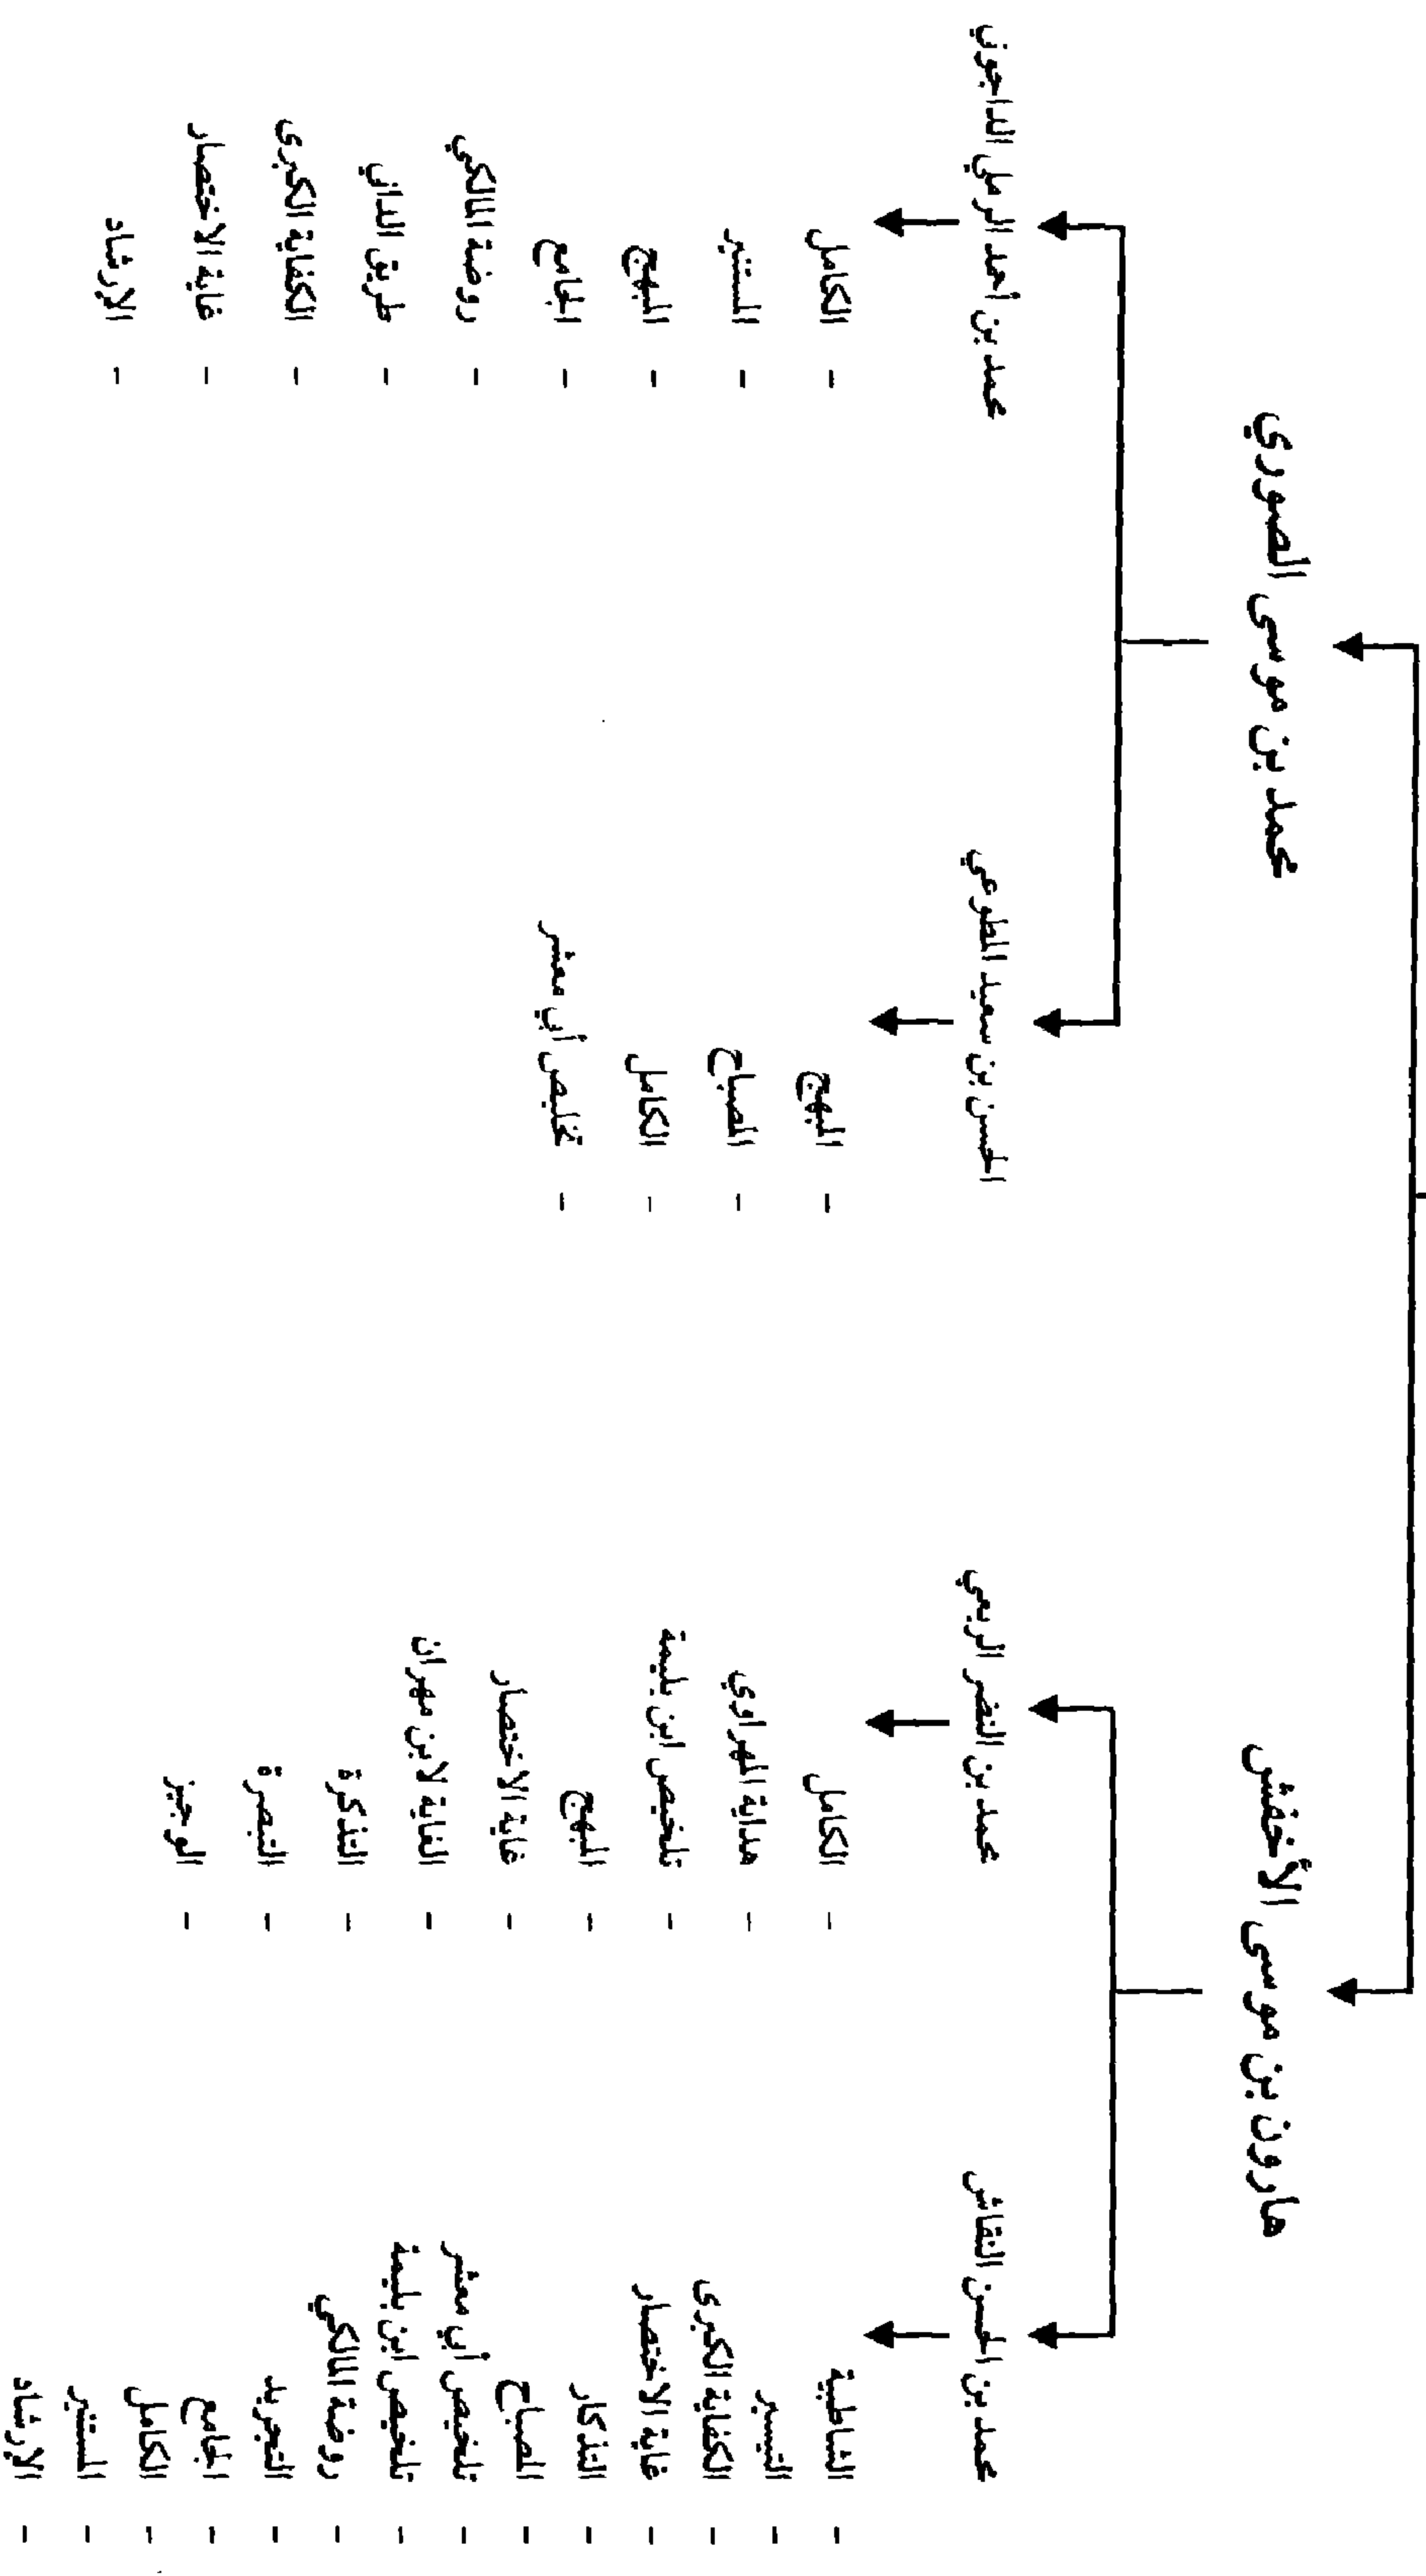 هارون بن موسى الأخفش
محمد بن موسى الصوري
محمد بن الحسن النقاش
محمد بن النضر الربعي
الحسن بن سعيد المطوعي
محمد بن أحمد الرملي الداجوني
- الشاطبية
- التيسير
- الكفاية الكبرى
- غاية الاختصار
- التذكار
- المصباح
- تلخيص أبي معشر
- تلخيص ابن بليمة
- روضة المالكي
- التجريد
- الجامع
- الكامل
- المستنير
- الإرشاد
- الكامل
- هداية المهراوي
- تلخيص ابن بليمة
- المبهج
- غاية الاختصار
- الغاية لابن مهران
- التذكرة
- التبصرة
- الوجيز
- المبهج
- المصباح
- الكامل
- تخليص أبي معشر
- الكامل
- المستنير
- المبهج
- الجامع
- روضة المالكي
- طريق الداني
- الكفاية الكبرى
- غاية الاختصار
- الإرشاد